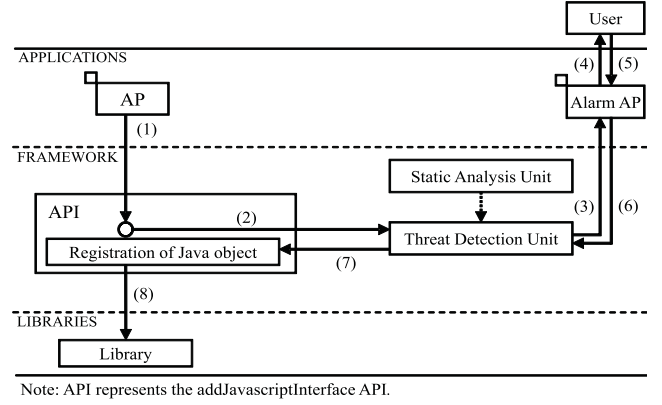 User
APPLICATIONS
(4)
(5)
AP
Alarm AP
(1)
FRAMEWORK
Static Analysis Unit
API
(2)
(3)
(6)
Threat Detection Unit
Registration of Java object
(7)
(8)
LIBRARIES
Library
Note: API represents the addJavascriptInterface API.